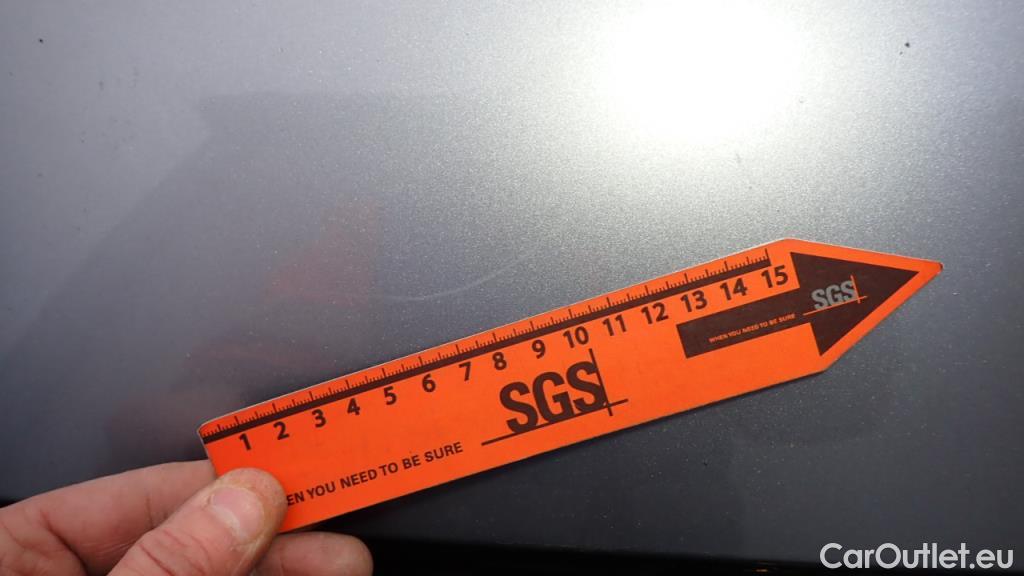 1 2 3 4 5 6 7 8 9 10 11 12 13 14 15
SGS
WHEN YOU NEED TO BE SURE
SGS
EN YOU NEED TO BE SURE
CarOutlet.eu